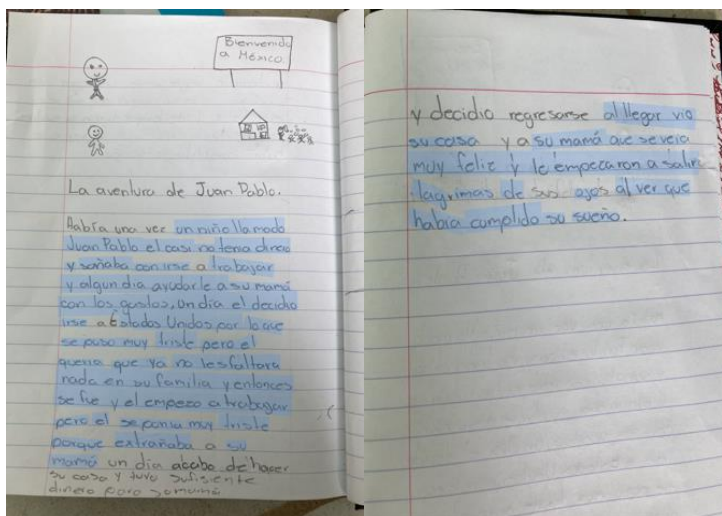 Bienvenido
a México
La aventura de Juan Pablo.
Había una vez un niño llamado
Juan Pablo el casi no tenia dinero
y soñaba con irse a trabajar
y algun dia ayudarle a su mamá
con los gastos, Un día el decidio
irse a Estados Unidos por lo que
se puso muy triste pero el
queria que ya no les faltara
nada en su familia y entonces
se fue y el empezo a trabajar
pero el se ponia muy triste
porque extrañaba a su
mamá un dia acabo de hacer
su casa y tuvo sufisiente
dinero para su mamá
y decidio regresarse al llegar vio
su casa y a su mamá que se veia
muy feliz y le empezaron a salir
lagrimas de sus ojos al ver que
habia cumplido su sueño.